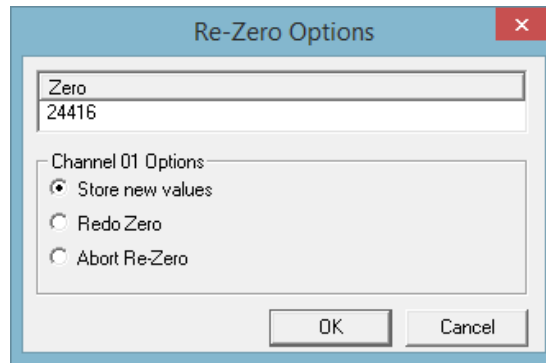 Re-Zero Options
x
Zero
24416
Channel 01 Options
Store new values
Redo Zero
Abort Re-Zero
OK
Cancel